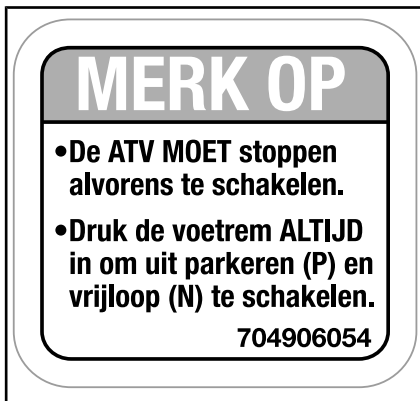 MERK OP
•De ATV MOET stoppen
alvorens te schakelen.
•Druk de voetrem ALTIJD
in om uit parkeren (P) en
vrijloop (N) te schakelen.
704906054